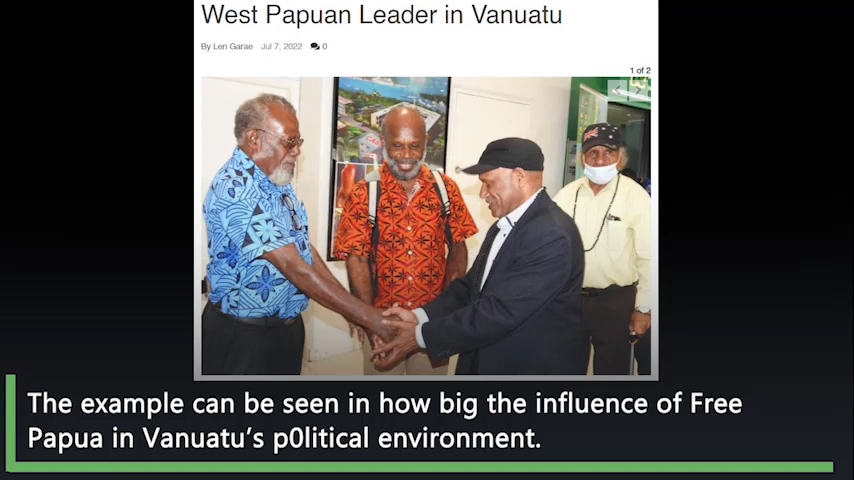 West Papuan Leader in Vanuatu
By Len Garae Jul 7, 2022 0
1 of 2
The example can be seen in how big the influence of Free
Papua in Vanuatu's p0litical environment.